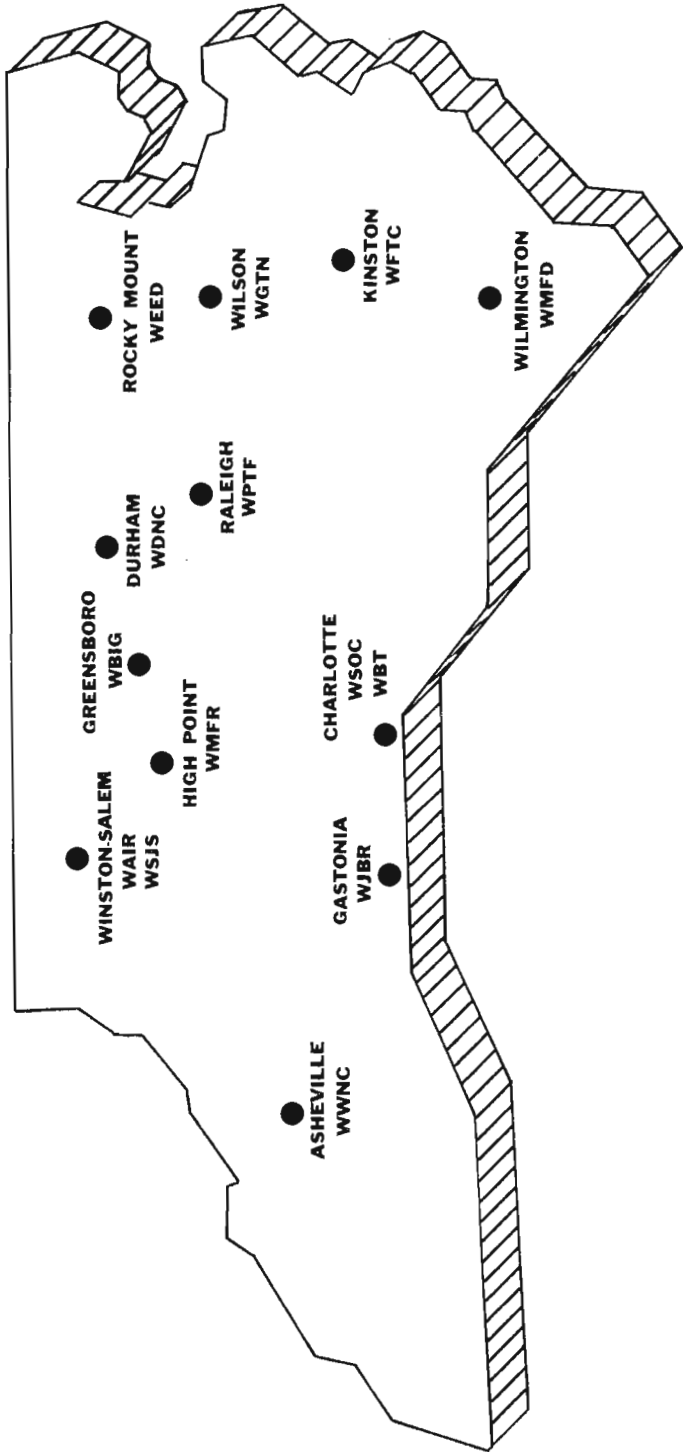 WINSTON-SALEM
WAIR
WSJS
GREENSBORO
WBIG
HIGH POINT
WMFR
DURHAM
WDNC
RALEIGH
WPTF
ROCKY MOUNT
WEED
WILSON
WGTN
KINSTON
WFTC
WILMINGTON
WMFD
CHARLOTTE
WSOC
WBT
GASTONIA
WJBR
ASHEVILLE
WWNC